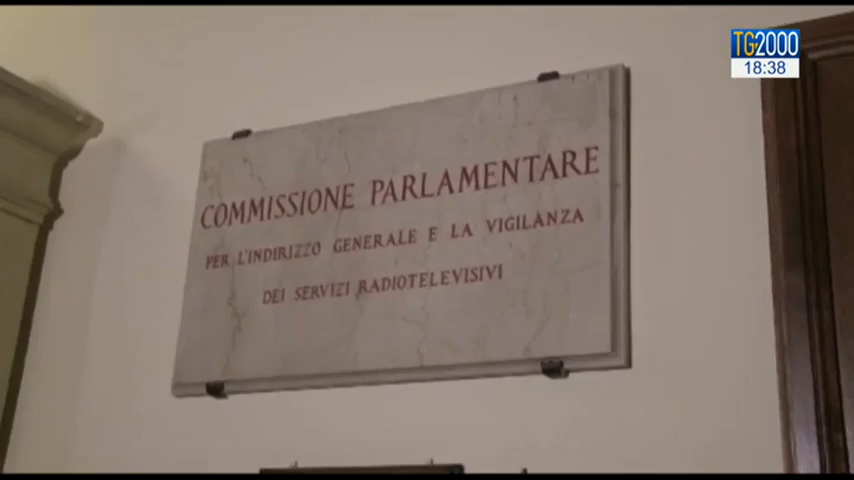 TG2000
18:38
COMMISSIONE PARLAMENTARE
PER L'INDIRIZZO GENERALE E LA VIGILANZA
DEI SERVIZI RADIOTELEVISIVI